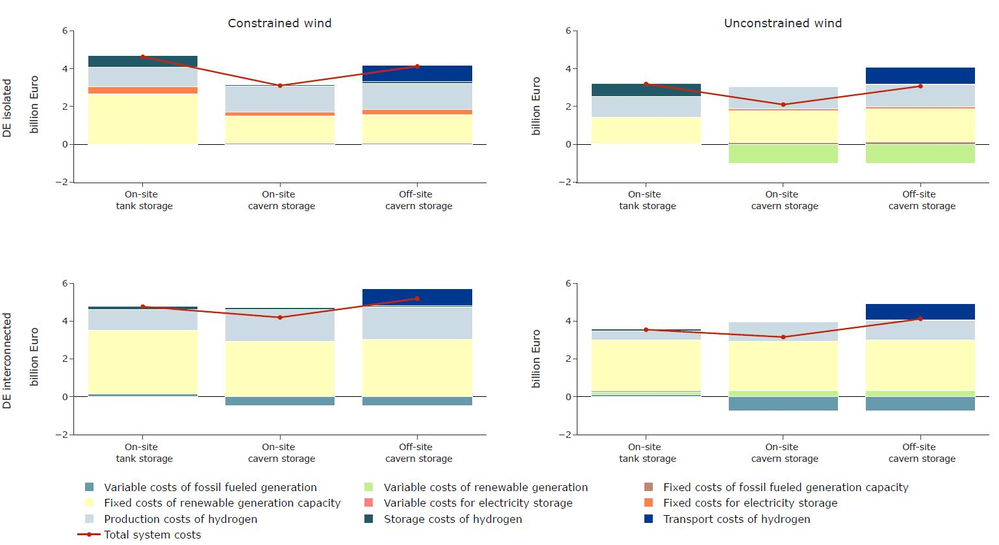 Constrained wind
Unconstrained wind
DE isolated
billion Euro
6
4
2
0
−2
On-site
tank storage
On-site
cavern storage
Off-site
cavern storage
billion Euro
6
4
2
0
−2
On-site
tank storage
On-site
cavern storage
Off-site
cavern storage
DE interconnected
billion Euro
6
4
2
0
−2
On-site
tank storage
On-site
cavern storage
Off-site
cavern storage
billion Euro
6
4
2
0
−2
On-site
tank storage
On-site
cavern storage
Off-site
cavern storage
Variable costs of fossil fueled generation
Variable costs of renewable generation
Fixed costs of fossil fueled generation capacity
Fixed costs of renewable generation capacity
Variable costs for electricity storage
Fixed costs for electricity storage
Production costs of hydrogen
Storage costs of hydrogen
Transport costs of hydrogen
Total system costs